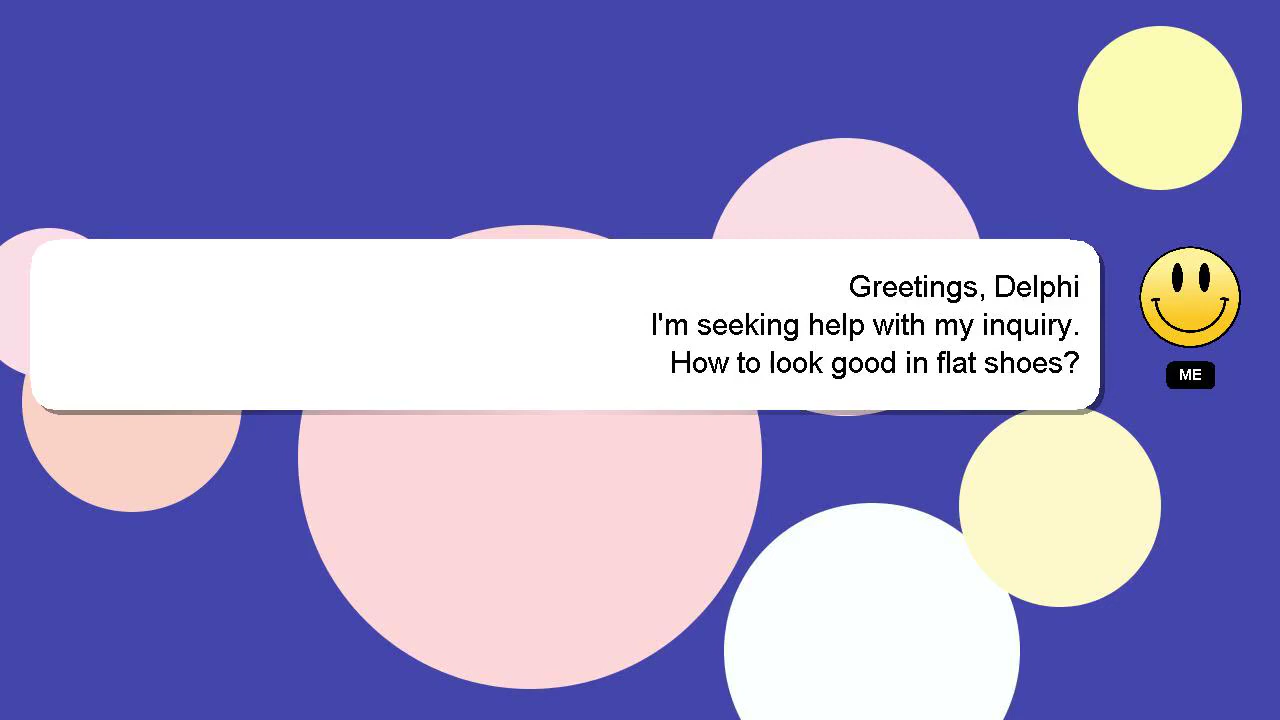 Greetings, Delphi
I'm seeking help with my inquiry.
How to look good in flat shoes?
ME